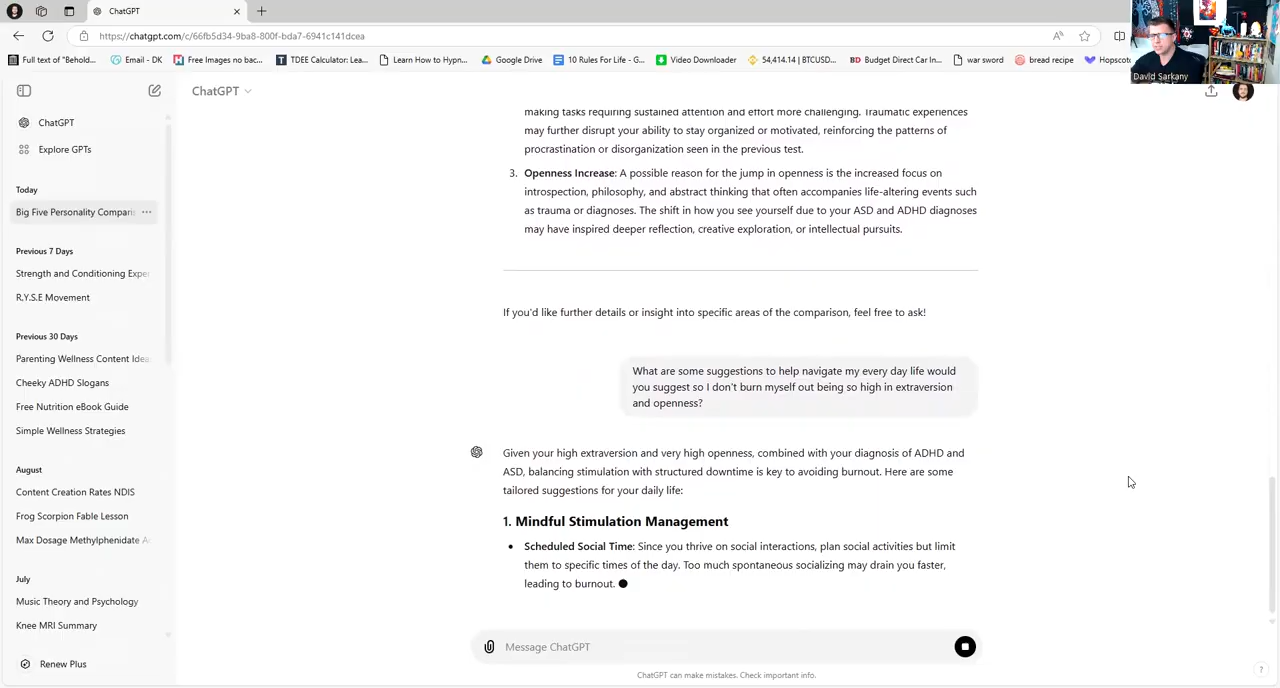 ChatGPT
https://chatgpt.com/c/66fb5d34-9ba8-800f-bda7-6941c141dcea
Full text of "Behold...
Email - DK
Free Images no bac...
TDEE Calculator: Lea...
Learn How to Hypn...
Google Drive
10 Rules For Life - G...
Video Downloader
54,414.14 | BTCUSD...
Budget Direct Car In...
war sword
bread recipe
Hopsco
David Sarkany
ChatGPT
ChatGPT
Explore GPTs
Today
Big Five Personality Comparis
Previous 7 Days
Strength and Conditioning Exper
R.Y.S.E Movement
Previous 30 Days
Parenting Wellness Content Idea
Cheeky ADHD Slogans
Free Nutrition eBook Guide
Simple Wellness Strategies
August
Content Creation Rates NDIS
Frog Scorpion Fable Lesson
Max Dosage Methylphenidate A
July
Music Theory and Psychology
Knee MRI Summary
Renew Plus
making tasks requiring sustained attention and effort more challenging. Traumatic experiences
may further disrupt your ability to stay organized or motivated, reinforcing the patterns of
procrastination or disorganization seen in the previous test.
3. Openness Increase: A possible reason for the jump in openness is the increased focus on
introspection, philosophy, and abstract thinking that often accompanies life-altering events such
as trauma or diagnoses. The shift in how you see yourself due to your ASD and ADHD diagnoses
may have inspired deeper reflection, creative exploration, or intellectual pursuits.
If you'd like further details or insight into specific areas of the comparison, feel free to ask!
What are some suggestions to help navigate my every day life would
you suggest so I don't burn myself out being so high in extraversion
and openness?
Given your high extraversion and very high openness, combined with your diagnosis of ADHD and
ASD, balancing stimulation with structured downtime is key to avoiding burnout. Here are some
tailored suggestions for your daily life:
1. Mindful Stimulation Management
• Scheduled Social Time: Since you thrive on social interactions, plan social activities but limit
them to specific times of the day. Too much spontaneous socializing may drain you faster,
leading to burnout.
Message ChatGPT
ChatGPT can make mistakes. Check important info.
?